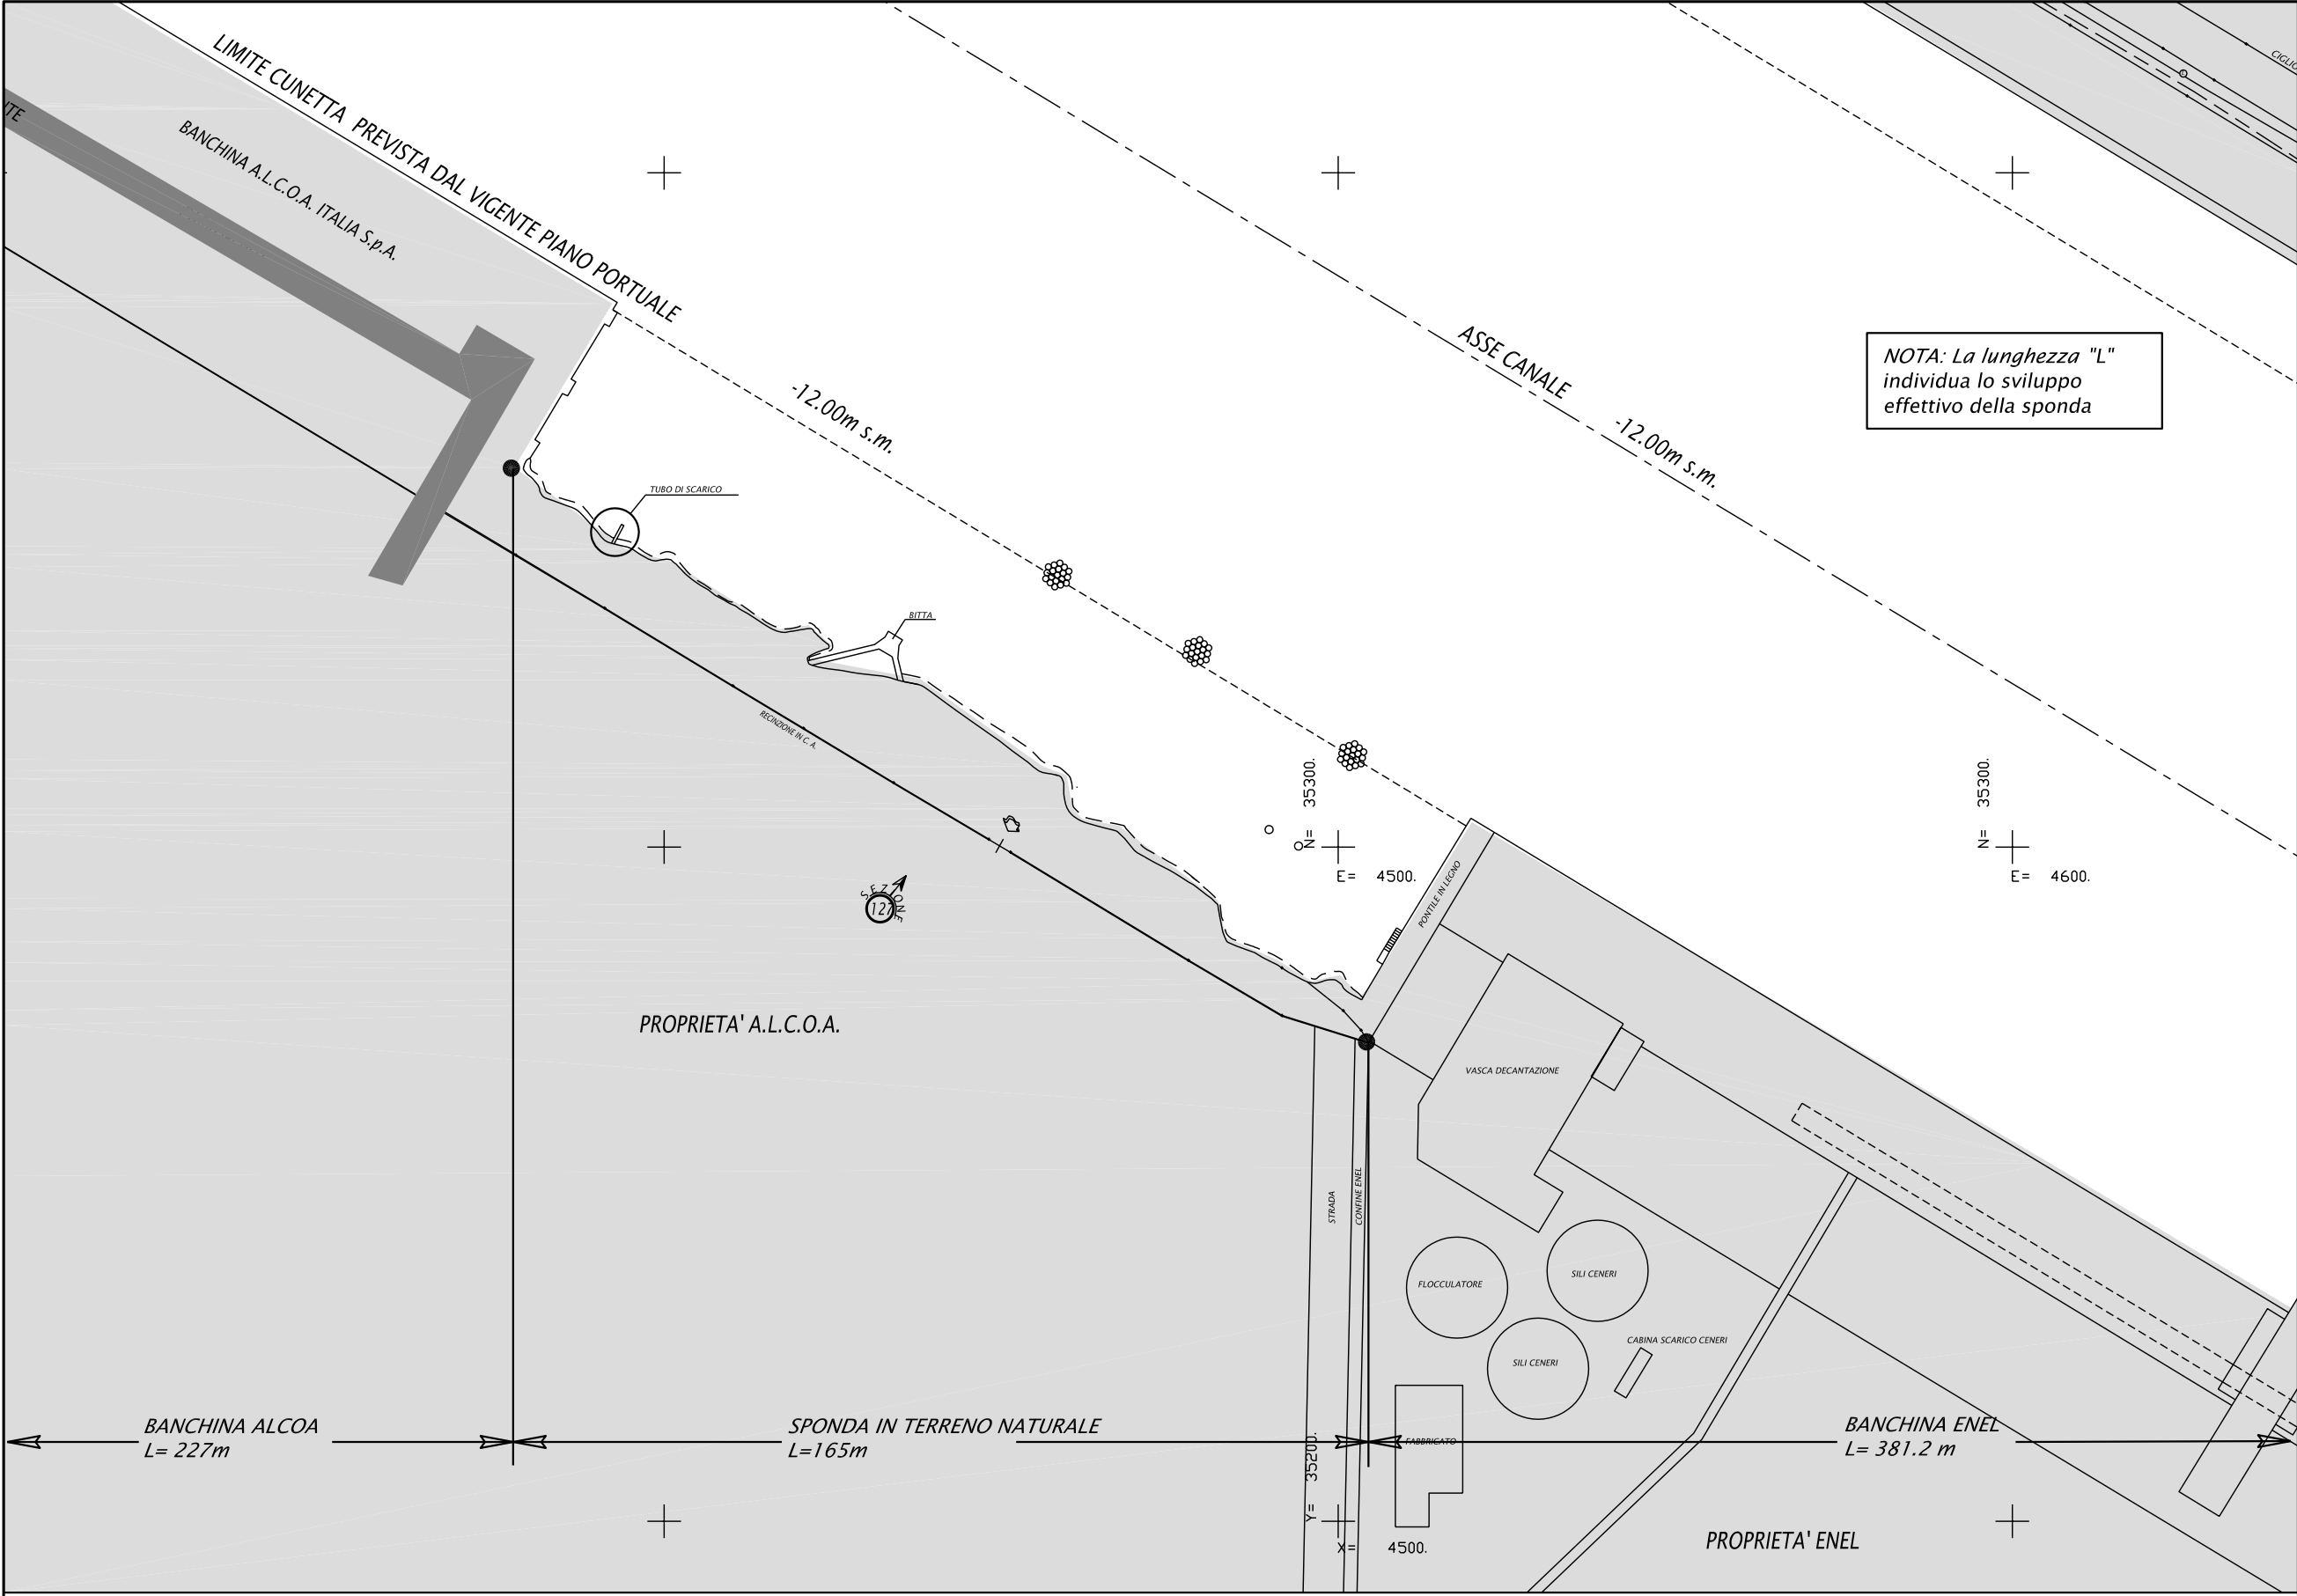 LIMITE CUNETTA PREVISTA DAL VIGENTE PIANO PORTUALE
CIGLIO
NTE
BANCHINA A.L.C.O.A. ITALIA S.p.A.
ASSE CANALE
NOTA: La lunghezza "L"
individua lo sviluppo
effettivo della sponda
-12.00m s.m.
-12.00m s.m.
TUBO DI SCARICO
BITTA
RECINZIONE IN C. A.
N= 35300.
E= 4500.
N= 35300.
E= 4600.
PONTILE IN LEGNO
SEZIONE
127
PROPRIETA' A.L.C.O.A.
VASCA DECANTAZIONE
STRADA
CONFINE ENEL
FLOCCULATORE
SILI CENERI
CABINA SCARICO CENERI
SILI CENERI
BANCHINA ALCOA
L= 227m
SPONDA IN TERRENO NATURALE
L=165m
FABBRICATO
BANCHINA ENEL
L= 381.2 m
Y= 35200.
X= 4500.
PROPRIETA' ENEL